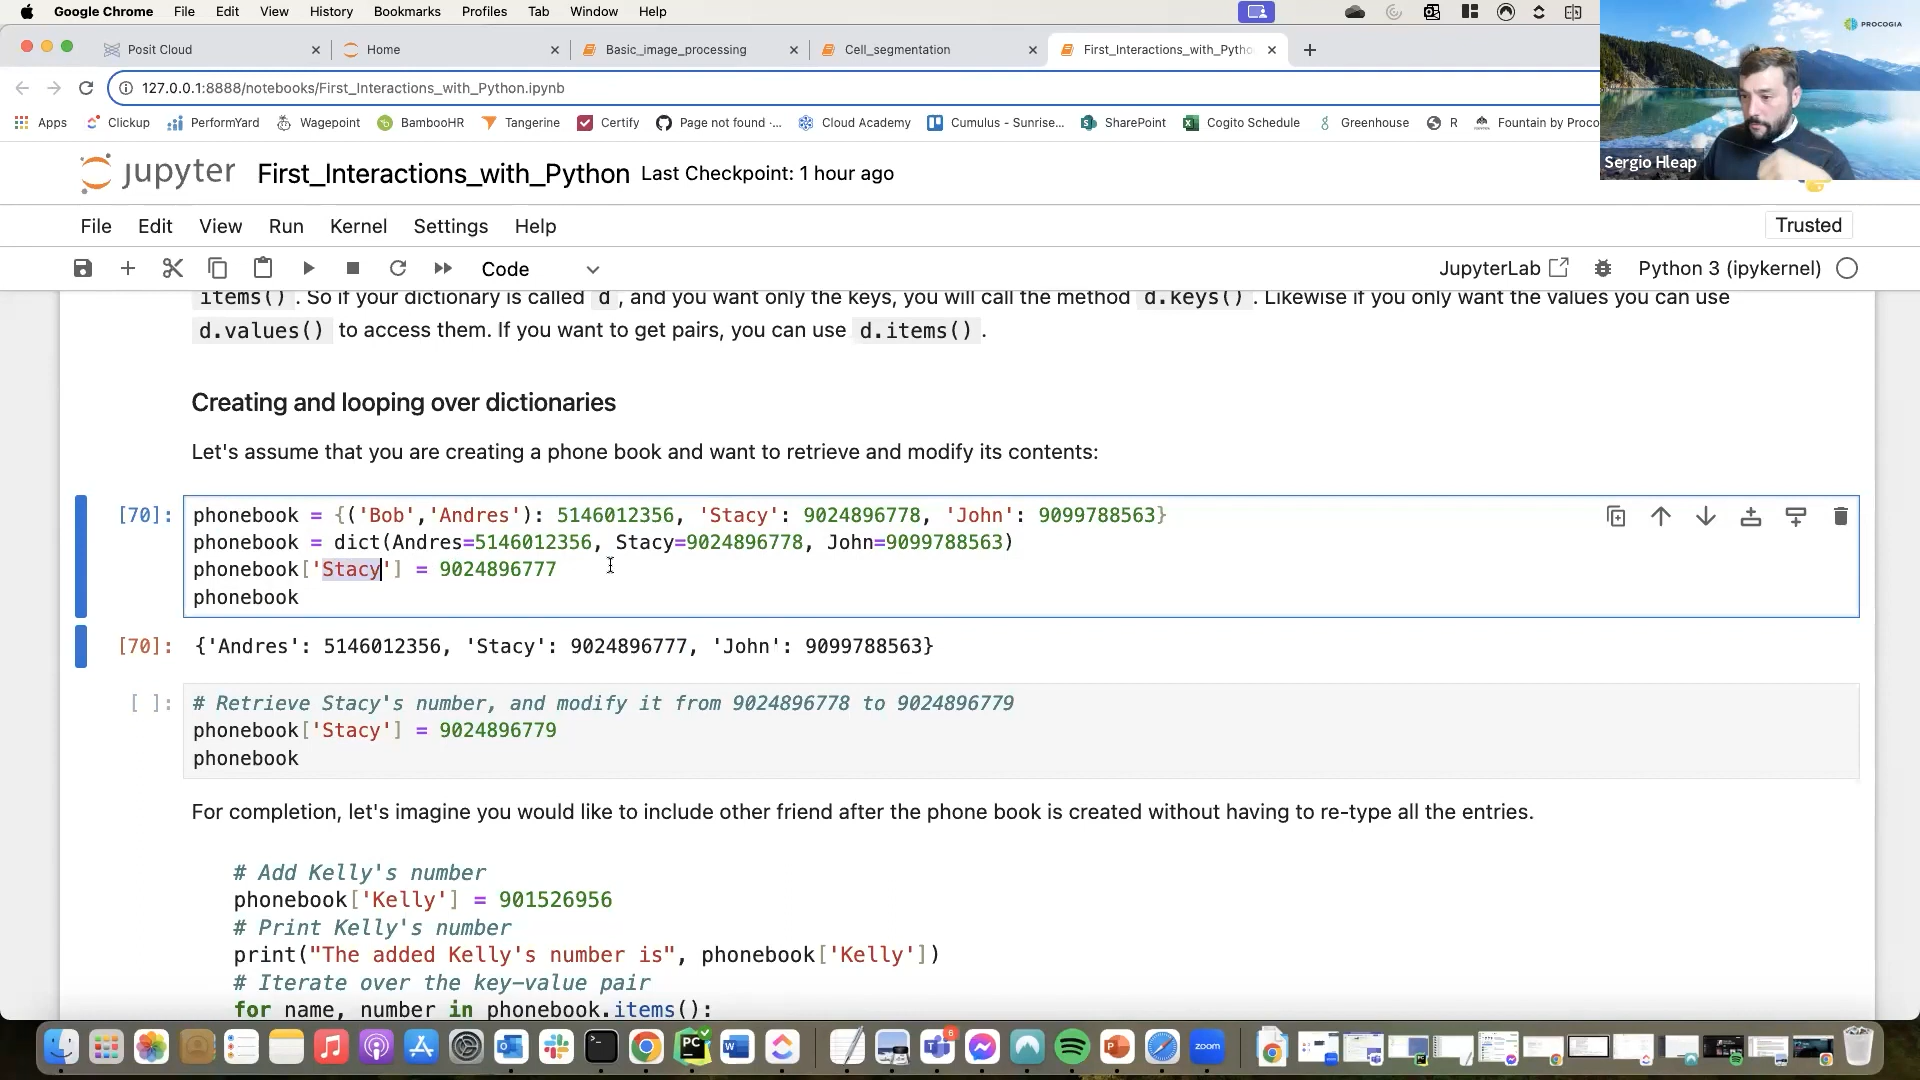 Google Chrome File Edit View History Bookmarks Profiles Tab Window Help
PROCOGIA
Posit Cloud Home Basic_image_processing Cell_segmentation First_Interactions_with_Pytho
127.0.0.1:8888/notebooks/First_Interactions_with_Python.ipynb
Apps Clickup PerformYard Wagepoint BambooHR Tangerine Certify Page not found ·... Cloud Academy Cumulus - Sunrise... SharePoint Cogito Schedule Greenhouse R Fountain by Proco
Sergio Hleap
jupyter First_Interactions_with_Python Last Checkpoint: 1 hour ago
File Edit View Run Kernel Settings Help Trusted
Code JupyterLab Python 3 (ipykernel)
items() . So if your dictionary is called d , and you want only the keys, you will call the method d.keys() . Likewise if you only want the values you can use
d.values() to access them. If you want to get pairs, you can use d.items() .
Creating and looping over dictionaries
Let's assume that you are creating a phone book and want to retrieve and modify its contents:
[70]: phonebook = {('Bob','Andres'): 5146012356, 'Stacy': 9024896778, 'John': 9099788563}
phonebook = dict(Andres=5146012356, Stacy=9024896778, John=9099788563)
phonebook['Stacy'] = 9024896777
phonebook
[70]: {'Andres': 5146012356, 'Stacy': 9024896777, 'John': 9099788563}
[ ]: # Retrieve Stacy's number, and modify it from 9024896778 to 9024896779
phonebook['Stacy'] = 9024896779
phonebook
For completion, let's imagine you would like to include other friend after the phone book is created without having to re-type all the entries.
# Add Kelly's number
phonebook['Kelly'] = 901526956
# Print Kelly's number
print("The added Kelly's number is", phonebook['Kelly'])
# Iterate over the key-value pair
for name, number in phonebook.items():
PC W 6 P zoom